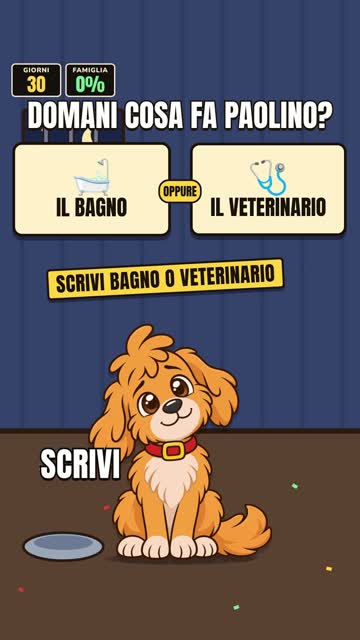 GIORNI
30
FAMIGLIA
0%
DOMANI COSA FA PAOLINO?
IL BAGNO
OPPURE
IL VETERINARIO
SCRIVI BAGNO O VETERINARIO
SCRIVI